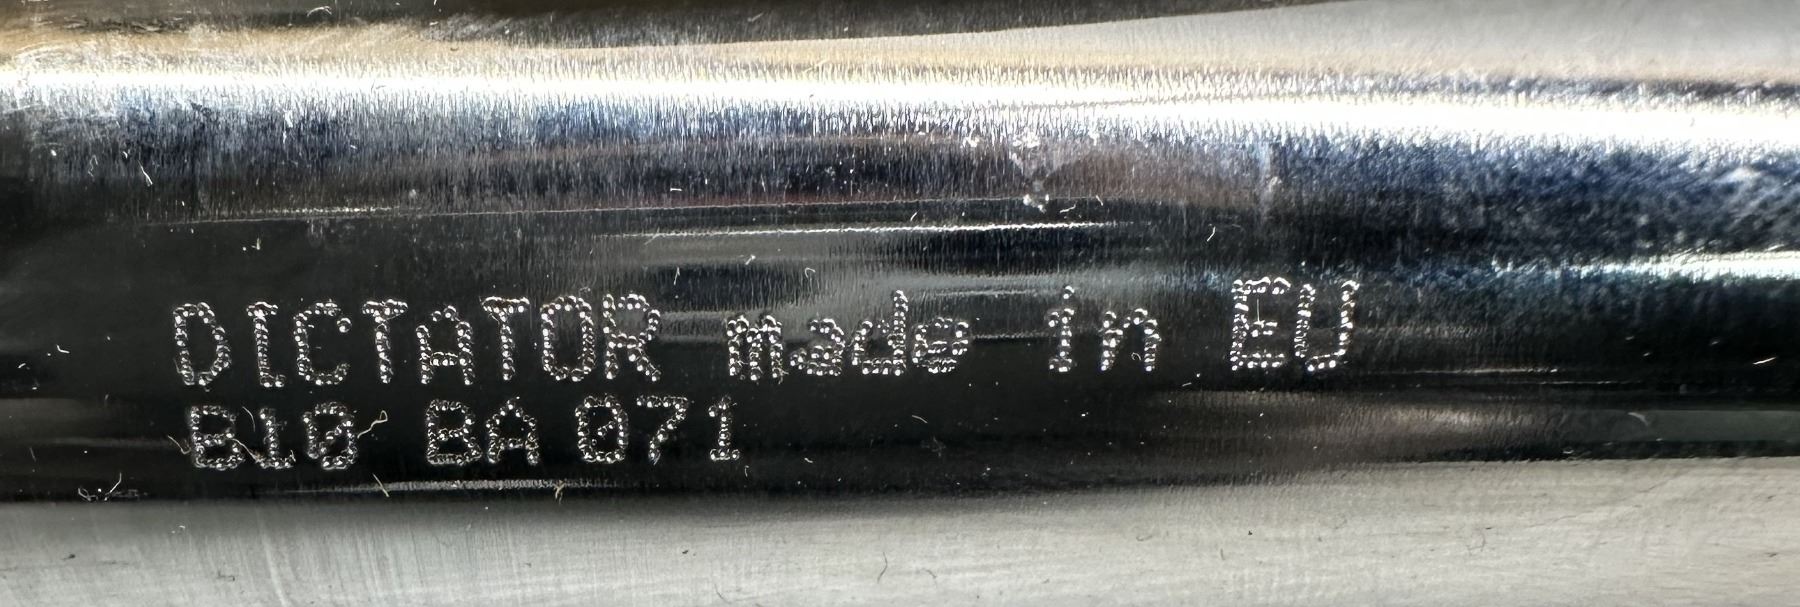 DICTATOR made in EU
B10 BA 071